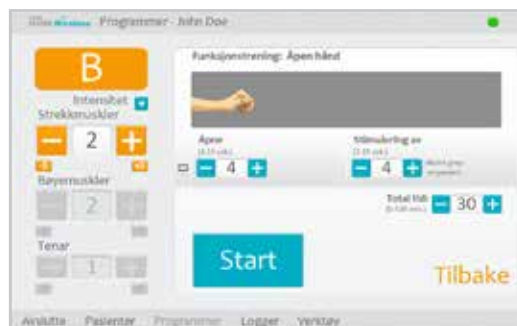 Programmer - John Doe
B
Intensitet
Strekkmuskler
2
Bøyemuskler
2
Tenar
1
Funksjonstrening: Åpen hånd
Åpner
4
Stimulering av
4
Total tid:
30
Start
Tilbake
Avslutte Pasienter Programmer Logger Verktøy